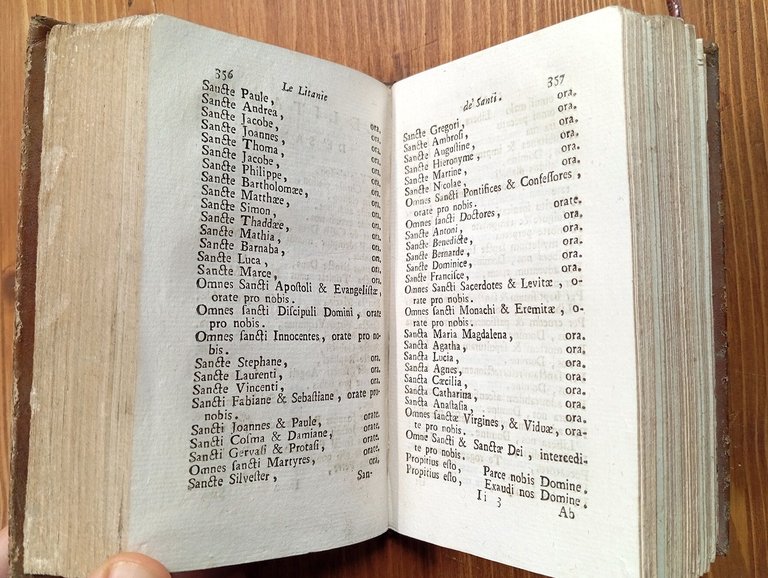 356 Le Litanie
Sancte Paule,
Sancte Andrea,
Sancte Jacobe, ora.
Sancte Joannes, ora.
Sancte Thoma, ora.
Sancte Jacobe, ora.
Sancte Philippe, ora.
Sancte Bartholomæe, ora.
Sancte Matthæe, ora.
Sancte Simon, ora.
Sancte Thaddæe, ora.
Sancte Mathia, ora.
Sancte Barnaba, ora.
Sancte Luca, ora.
Sancte Marce, ora.
Omnes Sancti Apoſtoli & Evangeliſtæ,
orate pro nobis.
Omnes ſancti Diſcipuli Domini, orate
pro nobis.
Omnes ſancti Innocentes, orate pro no-
bis.
Sancte Stephane, ora.
Sancte Laurenti, ora.
Sancte Vincenti, ora.
Sancti Fabiane & Sebaſtiane, orate pro
nobis.
Sancti Joannes & Paule, orate.
Sancti Coſma & Damiane, orate.
Sancti Gervaſi & Protaſi, orate.
Omnes ſancti Martyres, orate.
Sancte Silveſter, ora.
San-
de' Santi. 357
Sancte Gregori, ora.
Sancte Ambroſi, ora.
Sancte Auguſtine, ora.
Sancte Hieronyme, ora.
Sancte Martine, ora.
Sancte Nicolae, ora.
Omnes Sancti Pontifices & Confeſſores,
orate pro nobis.
Omnes ſancti Doctores, orate.
Sancte Antoni, ora.
Sancte Benedicte, ora.
Sancte Bernarde, ora.
Sancte Dominice, ora.
Sancte Franciſce, ora.
Omnes Sancti Sacerdotes & Levitæ, o-
rate pro nobis.
Omnes ſancti Monachi & Eremitæ, o-
rate pro nobis.
Sancta Maria Magdalena, ora.
Sancta Agatha, ora.
Sancta Lucia, ora.
Sancta Agnes, ora.
Sancta Cæcilia, ora.
Sancta Catharina, ora.
Sancta Anaſtaſia, ora.
Omnes ſanctæ Virgines, & Viduæ, ora-
te pro nobis.
Omne Sancti & Sanctæ Dei, intercedi-
te pro nobis.
Propitius eſto, Parce nobis Domine.
Propitius eſto, Exaudi nos Domine.
Ii 3 Ab